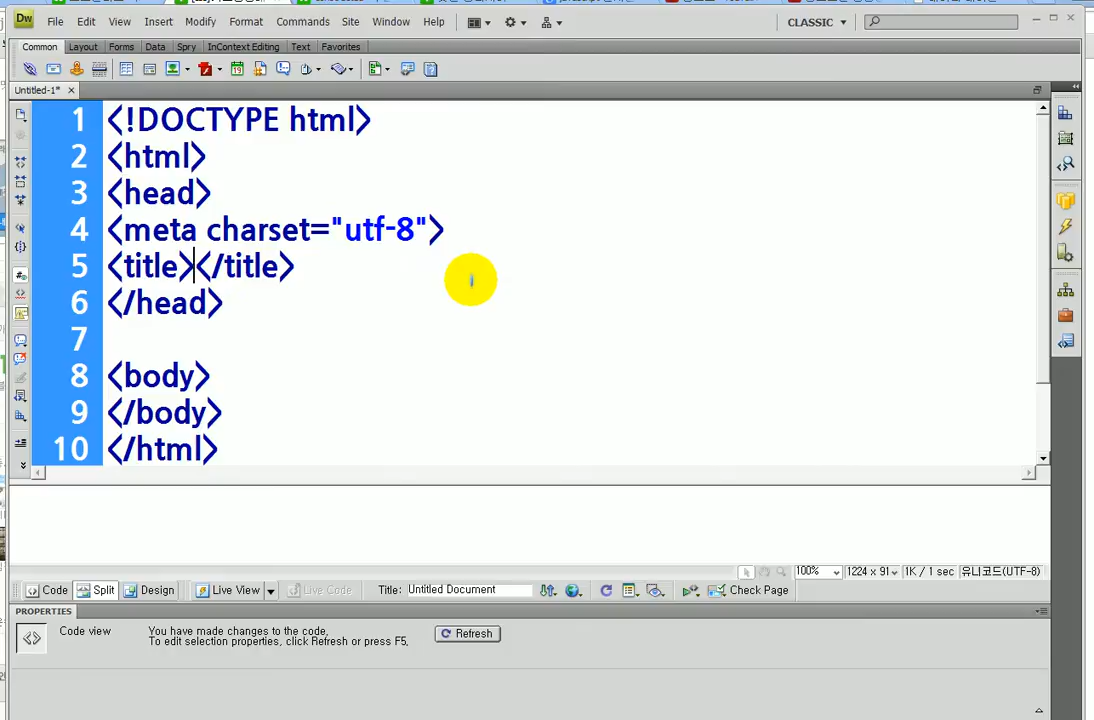 Dw File Edit View Insert Modify Format Commands Site Window Help CLASSIC
Common Layout Forms Data Spry InContext Editing Text Favorites
Untitled-1*
1 <!DOCTYPE html>
2 <html>
3 <head>
4 <meta charset="utf-8">
5 <title></title>
6 </head>
7
8 <body>
9 </body>
10 </html>
Code Split Design Live View Live Code Title: Untitled Document Check Page
100% 1224 x 91 1K / 1 sec 유니코드(UTF-8)
PROPERTIES
Code view You have made changes to the code. Refresh
To edit selection properties, click Refresh or press F5.